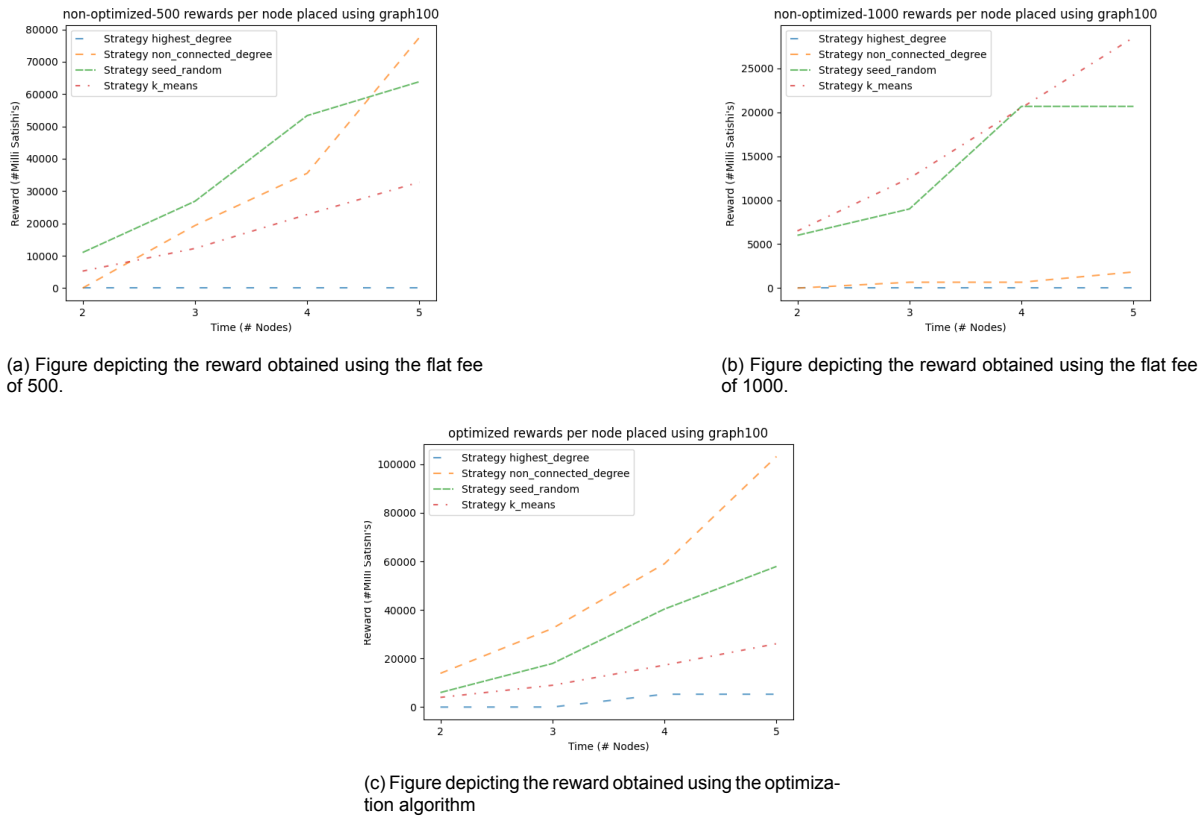 non-optimized-500 rewards per node placed using graph100
80000
70000
60000
50000
40000
30000
20000
10000
0
Reward (#Milli Satishi's)
Strategy highest_degree
Strategy non_connected_degree
Strategy seed_random
Strategy k_means
2
3
4
5
Time (# Nodes)
(a) Figure depicting the reward obtained using the flat fee
of 500.
non-optimized-1000 rewards per node placed using graph100
25000
20000
15000
10000
5000
0
Reward (#Milli Satishi's)
Strategy highest_degree
Strategy non_connected_degree
Strategy seed_random
Strategy k_means
2
3
4
5
Time (# Nodes)
(b) Figure depicting the reward obtained using the flat fee
of 1000.
optimized rewards per node placed using graph100
100000
80000
60000
40000
20000
0
Reward (#Milli Satishi's)
Strategy highest_degree
Strategy non_connected_degree
Strategy seed_random
Strategy k_means
2
3
4
5
Time (# Nodes)
(c) Figure depicting the reward obtained using the optimiza-
tion algorithm